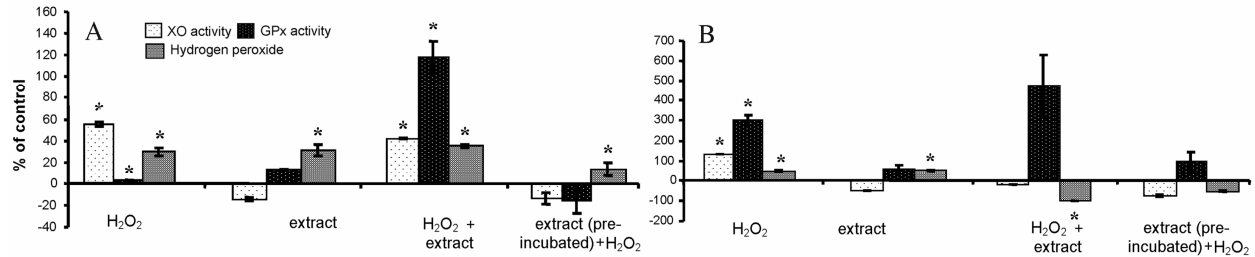 A
XO activity GPx activity
Hydrogen peroxide
% of control
160
140
120
100
80
60
40
20
0
-20
-40
* * * * * * * *
H₂O₂ extract H₂O₂ + extract extract (pre-incubated)+H₂O₂
B
700
600
500
400
300
200
100
0
-100
-200
* * * * *
H₂O₂ extract H₂O₂ + extract extract (pre-incubated)+H₂O₂